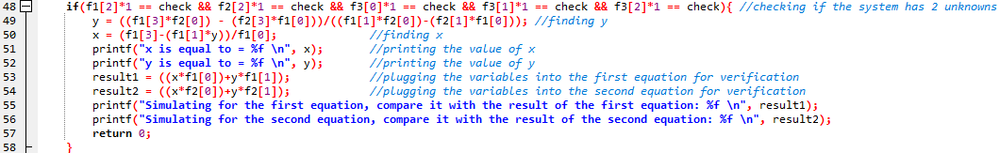 48 if(f1[2]*1 == check && f2[2]*1 == check && f3[0]*1 == check && f3[1]*1 == check && f3[2]*1 == check){ //checking if the system has 2 unknowns
49 y = ((f1[3]*f2[0]) - (f2[3]*f1[0]))/((f1[1]*f2[0])-(f2[1]*f1[0])); //finding y
50 x = (f1[3]-(f1[1]*y))/f1[0]; //finding x
51 printf("x is equal to = %f \n", x); //printing the value of x
52 printf("y is equal to = %f \n", y); //printing the value of y
53 result1 = ((x*f1[0])+y*f1[1]); //plugging the variables into the first equation for verification
54 result2 = ((x*f2[0])+y*f2[1]); //plugging the variables into the second equation for verification
55 printf("Simulating for the first equation, compare it with the result of the first equation: %f \n", result1);
56 printf("Simulating for the second equation, compare it with the result of the second equation: %f \n", result2);
57 return 0;
58 }